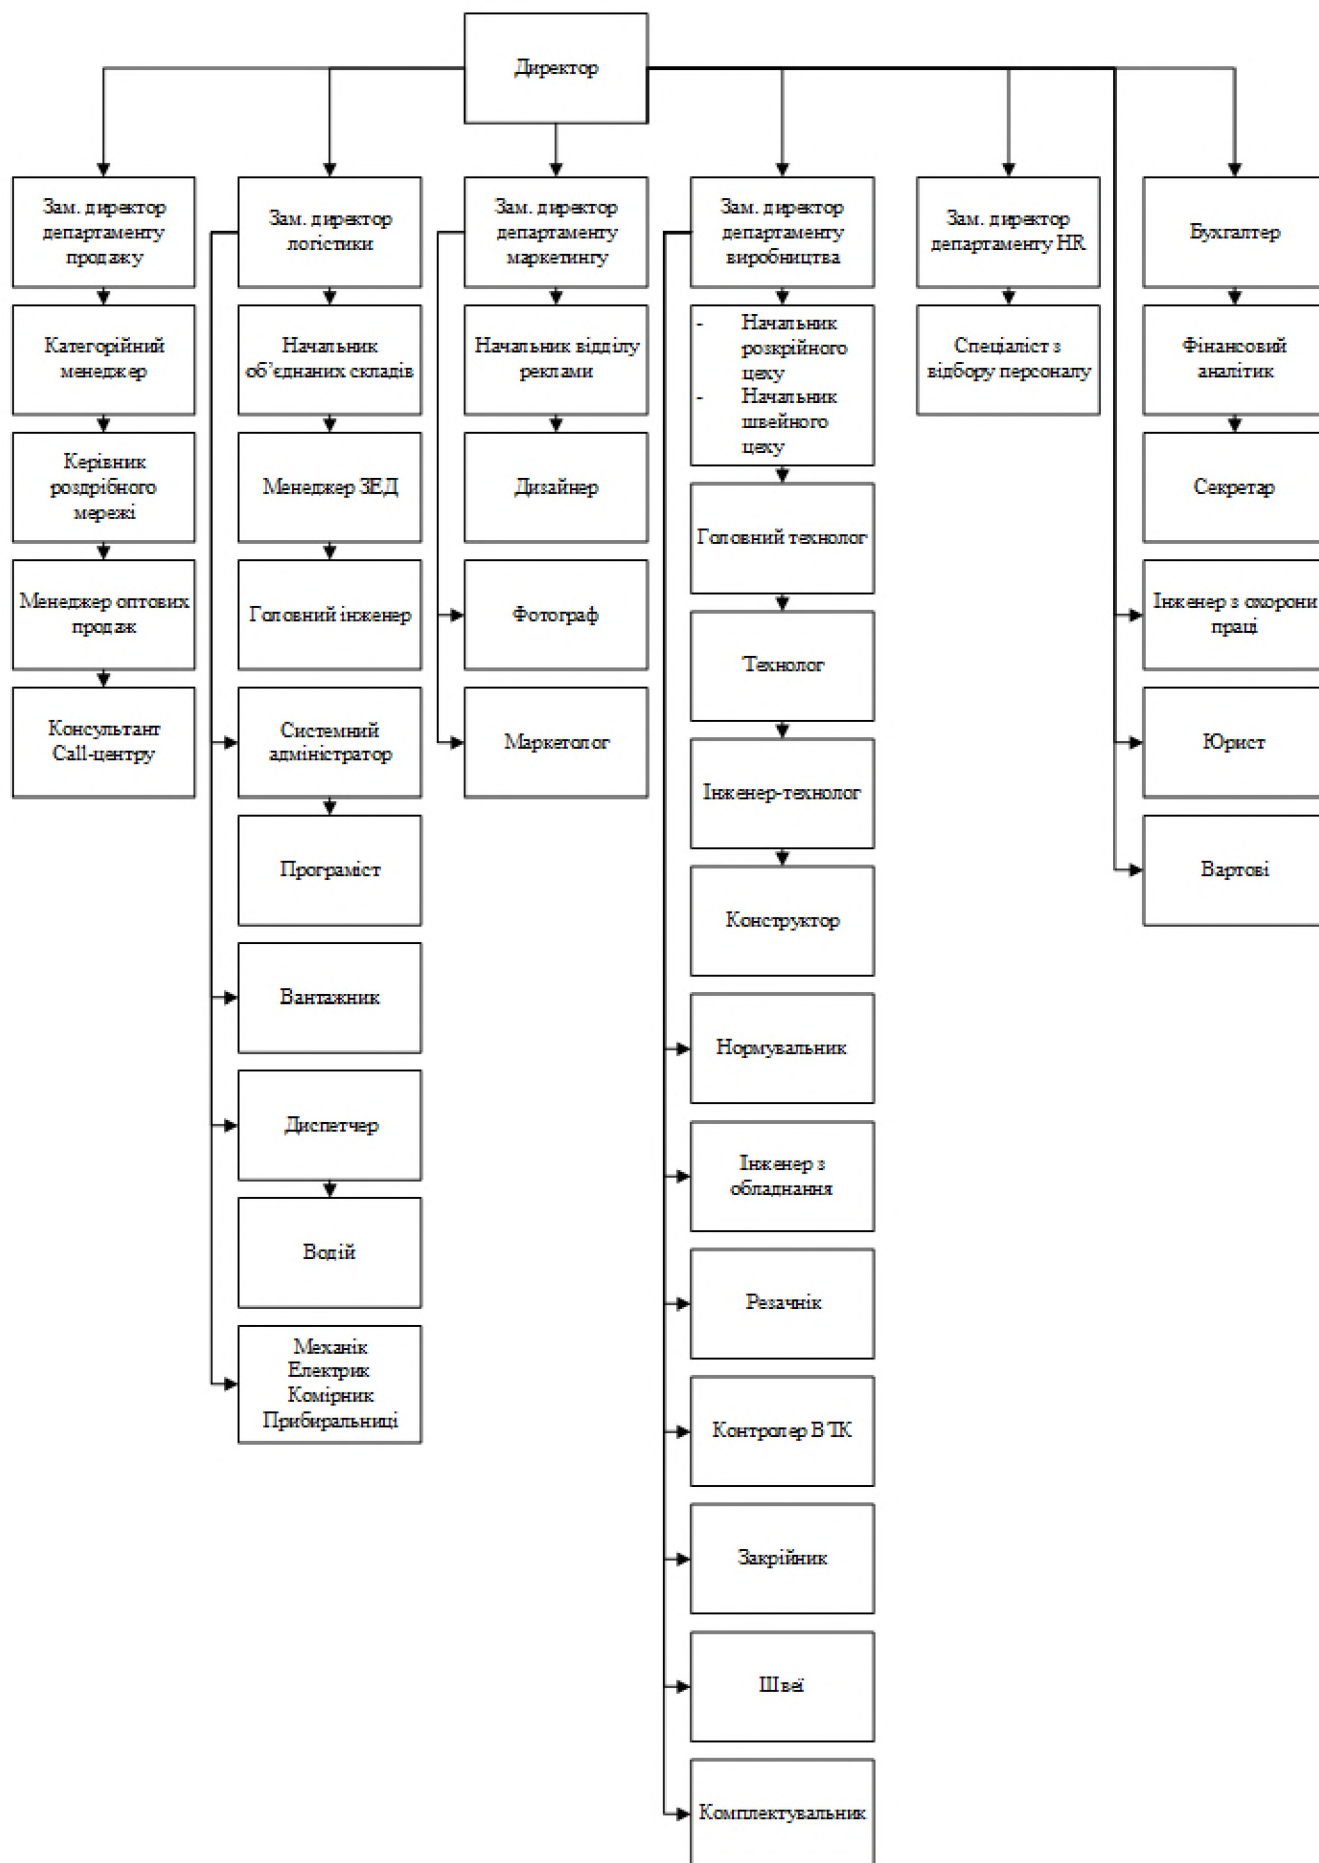 Директор
Зам. директор
департаменту
продажу
Зам. директор
логістики
Зам. директор
департаменту
маркетингу
Зам. директор
департаменту
виробництва
Зам. директор
департаменту HR
Бухгалтер
Категорійний
менеджер
Начальник
об’єднаних складів
Начальник відділу
реклами
- Начальник
розкрійного
цеху
- Начальник
швейного
цеху
Спеціаліст з
відбору персоналу
Фінансовий
аналітик
Керівник
роздрібного
мережі
Менеджер ЗЕД
Дизайнер
Головний технолог
Секретар
Менеджер оптових
продаж
Головний інженер
Фотограф
Технолог
Інженер з охорони
праці
Консультант
Call-центру
Системний
адміністратор
Маркетолог
Інженер-технолог
Юрист
Програміст
Конструктор
Вартові
Вантажник
Нормувальник
Диспетчер
Інженер з
обладнання
Водій
Резачнік
Механік
Електрик
Комірник
Прибиральниці
Контролер ВТК
Закрійник
Швеї
Комплектувальник